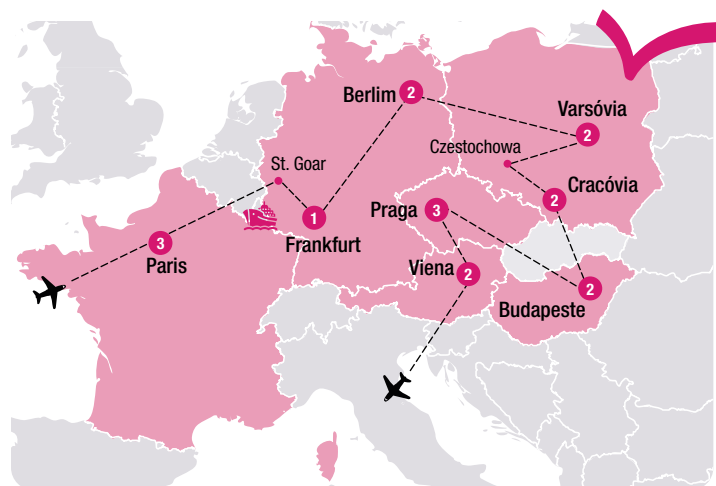 Berlim
2
Varsóvia
2
Czestochowa
St. Goar
Cracóvia
2
Praga
3
1
Frankfurt
3
Paris
Viena
2
2
Budapeste